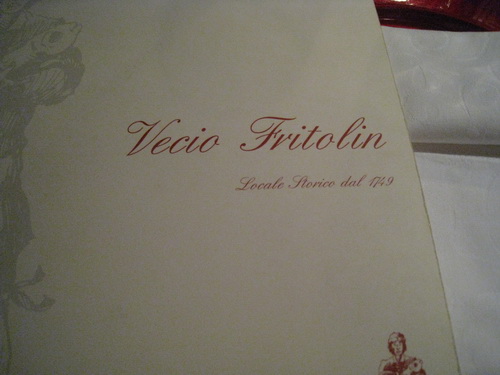 Vecio Fritolin
Locale Storico dal 1749